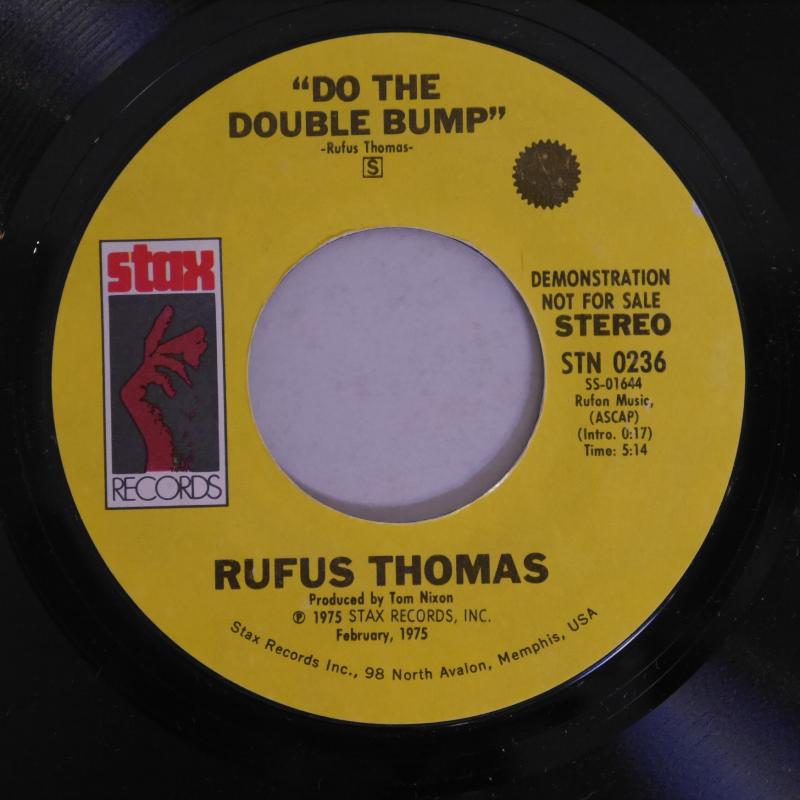 "DO THE
DOUBLE BUMP"
-Rufus Thomas-
S
stax
RECORDS
DEMONSTRATION
NOT FOR SALE
STEREO
STN 0236
SS-01644
Rufon Music,
(ASCAP)
(Intro. 0:17)
Time: 5:14
RUFUS THOMAS
Produced by Tom Nixon
℗ 1975 STAX RECORDS, INC.
February, 1975
Stax Records Inc., 98 North Avalon, Memphis, USA